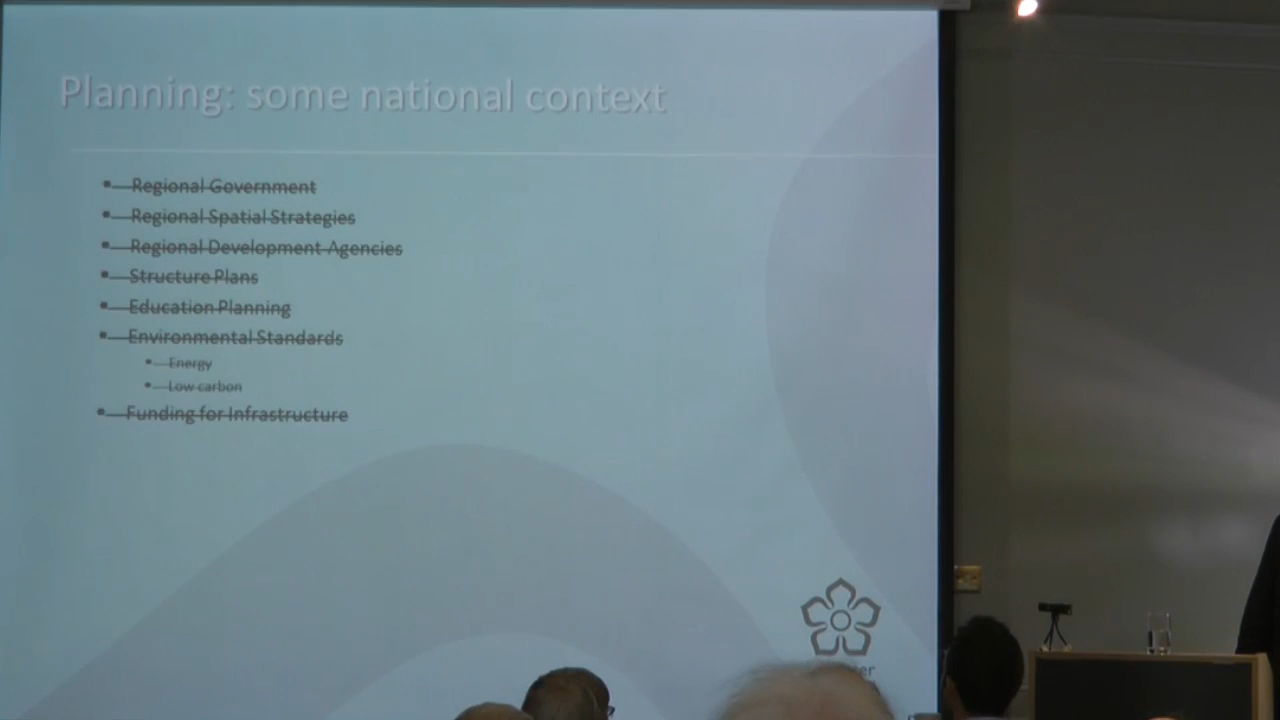 Planning: some national context
• Regional Government
• Regional Spatial Strategies
• Regional Development Agencies
• Structure Plans
• Education Planning
• Environmental Standards
• Energy
• Low carbon
• Funding for Infrastructure